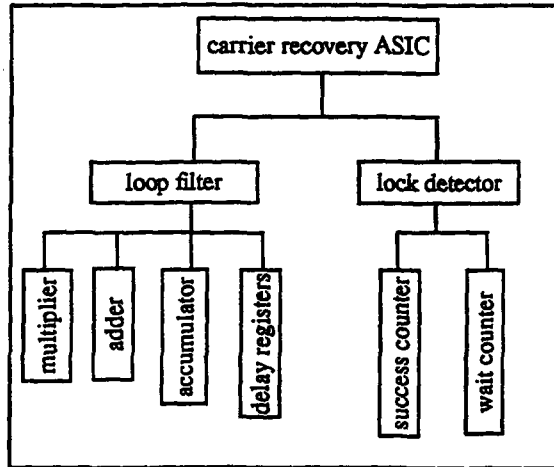 carrier recovery ASIC
loop filter
lock detector
multiplier
adder
accumulator
delay registers
success counter
wait counter